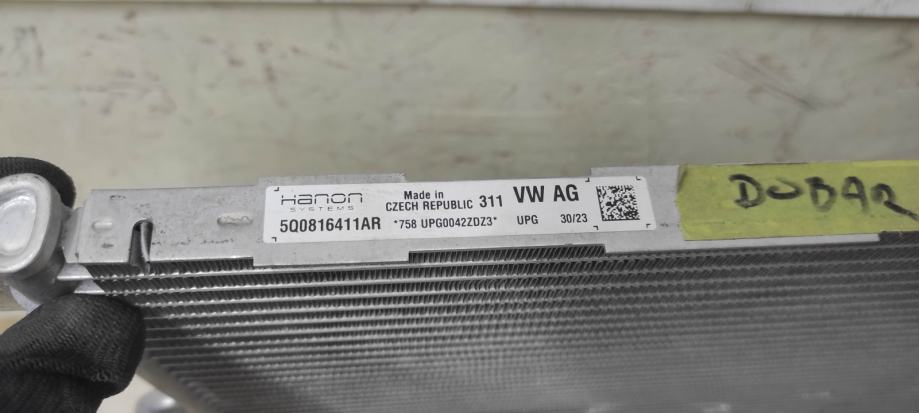 Hanon
SYSTEMS
Made in
CZECH REPUBLIC 311 VW AG
5Q0816411AR *758 UPG0042ZDZ3* UPG 30/23
DOBAR